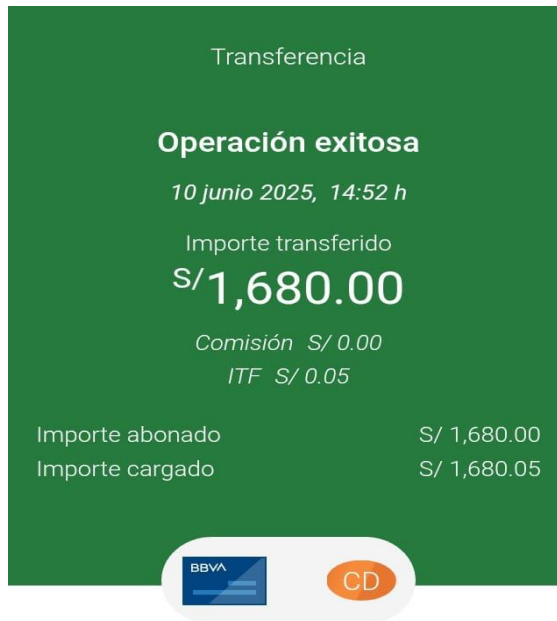 Transferencia
Operación exitosa
10 junio 2025, 14:52 h
Importe transferido
S/1,680.00
Comisión S/ 0.00
ITF S/ 0.05
Importe abonado S/ 1,680.00
Importe cargado S/ 1,680.05
BBVA CD